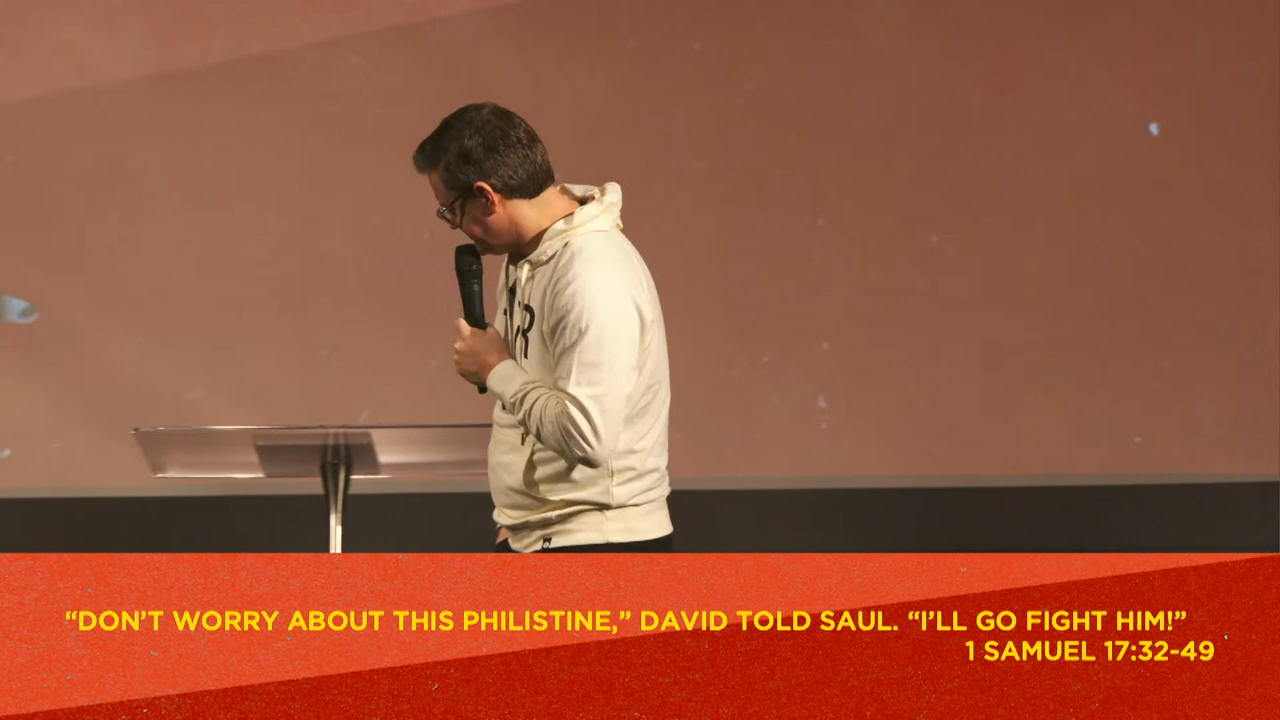 “DON’T WORRY ABOUT THIS PHILISTINE,” DAVID TOLD SAUL. “I’LL GO FIGHT HIM!”
1 SAMUEL 17:32-49